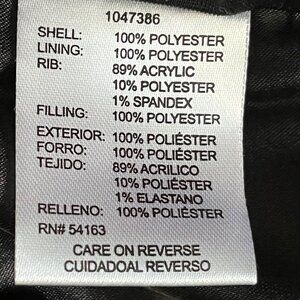 1047386
SHELL: 100% POLYESTER
LINING: 100% POLYESTER
RIB: 89% ACRYLIC
10% POLYESTER
1% SPANDEX
FILLING: 100% POLYESTER
EXTERIOR: 100% POLIÉSTER
FORRO: 100% POLIÉSTER
TEJIDO: 89% ACRILICO
10% POLIÉSTER
1% ELASTANO
RELLENO: 100% POLIÉSTER
RN# 54163
CARE ON REVERSE
CUIDADOAL REVERSO